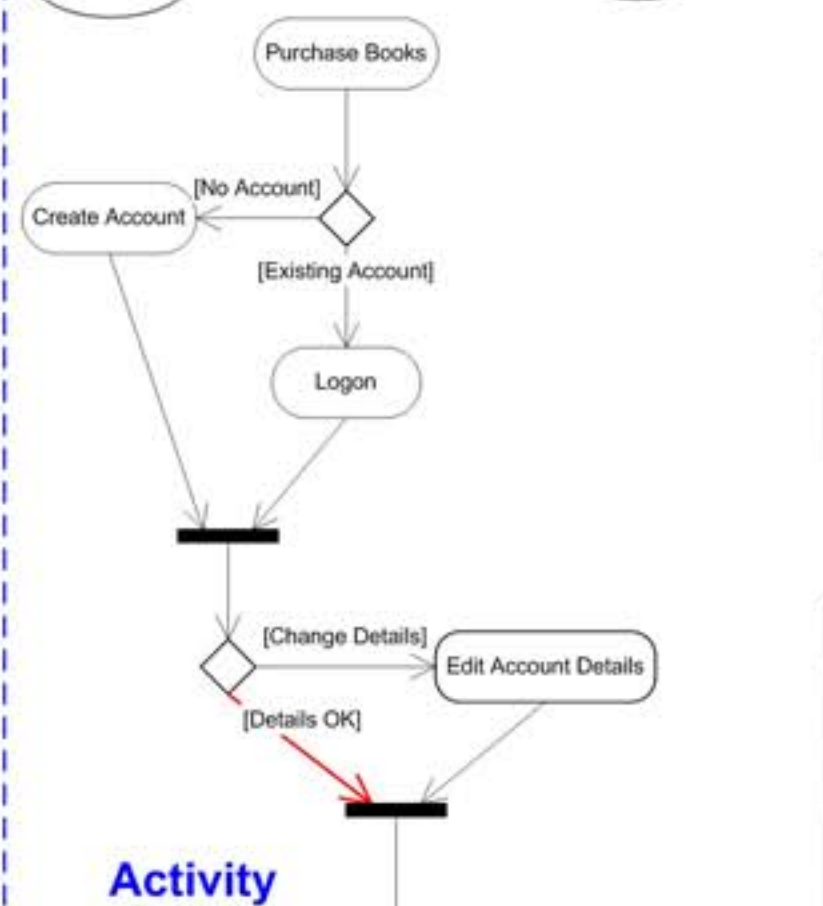 Purchase Books
[No Account]
Create Account
[Existing Account]
Logon
[Change Details]
Edit Account Details
[Details OK]
Activity